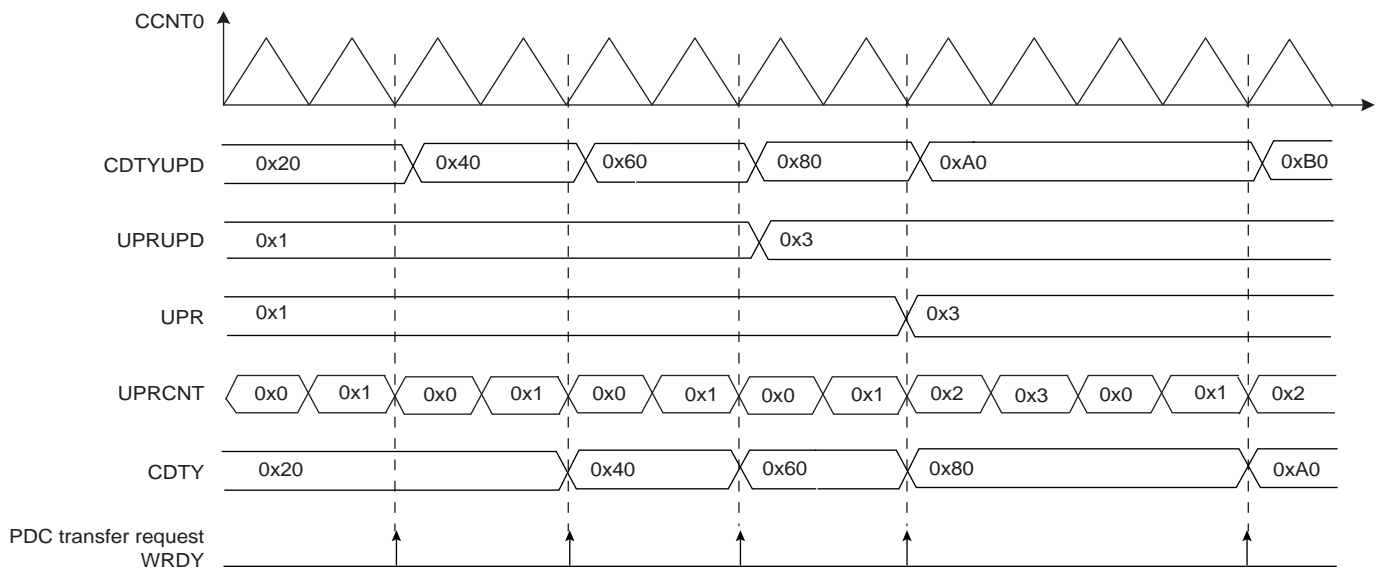 CCNT0
CDTYUPD 0x20 0x40 0x60 0x80 0xA0 0xB0
UPRUPD 0x1 0x3
UPR 0x1 0x3
UPRCNT 0x0 0x1 0x0 0x1 0x0 0x1 0x0 0x1 0x2 0x3 0x0 0x1 0x2
CDTY 0x20 0x40 0x60 0x80 0xA0
PDC transfer request
WRDY